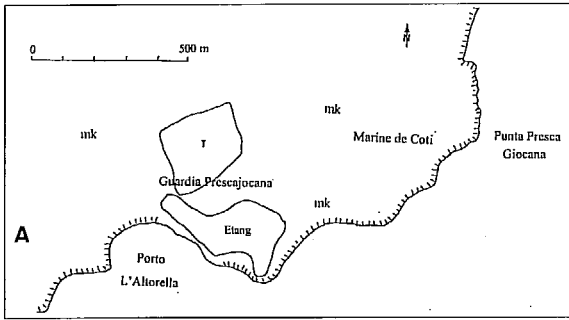 0
500 m
N
mk
mk
T
Marine de Coti
Punta Presca
Giocana
Guardia Prescajocana
mk
A
Etang
Porto
L'Altorella